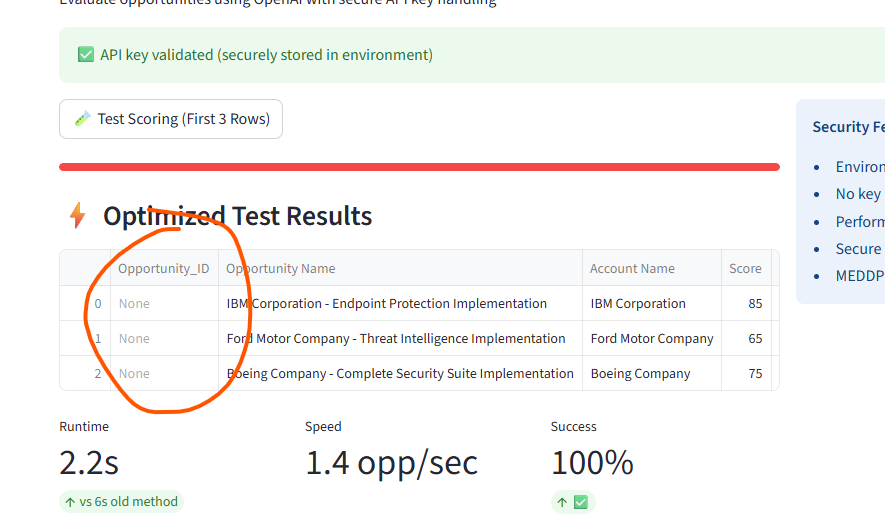 Evaluate opportunities using OpenAI with secure API key handling
✅ API key validated (securely stored in environment)
🧪 Test Scoring (First 3 Rows)
Security Fe
Environ
No key
Perform
Secure
MEDDP
⚡ Optimized Test Results
Opportunity_ID Opportunity Name Account Name Score
0 None IBM Corporation - Endpoint Protection Implementation IBM Corporation 85
1 None Ford Motor Company - Threat Intelligence Implementation Ford Motor Company 65
2 None Boeing Company - Complete Security Suite Implementation Boeing Company 75
Runtime Speed Success
2.2s 1.4 opp/sec 100%
↑ vs 6s old method ↑ ✅